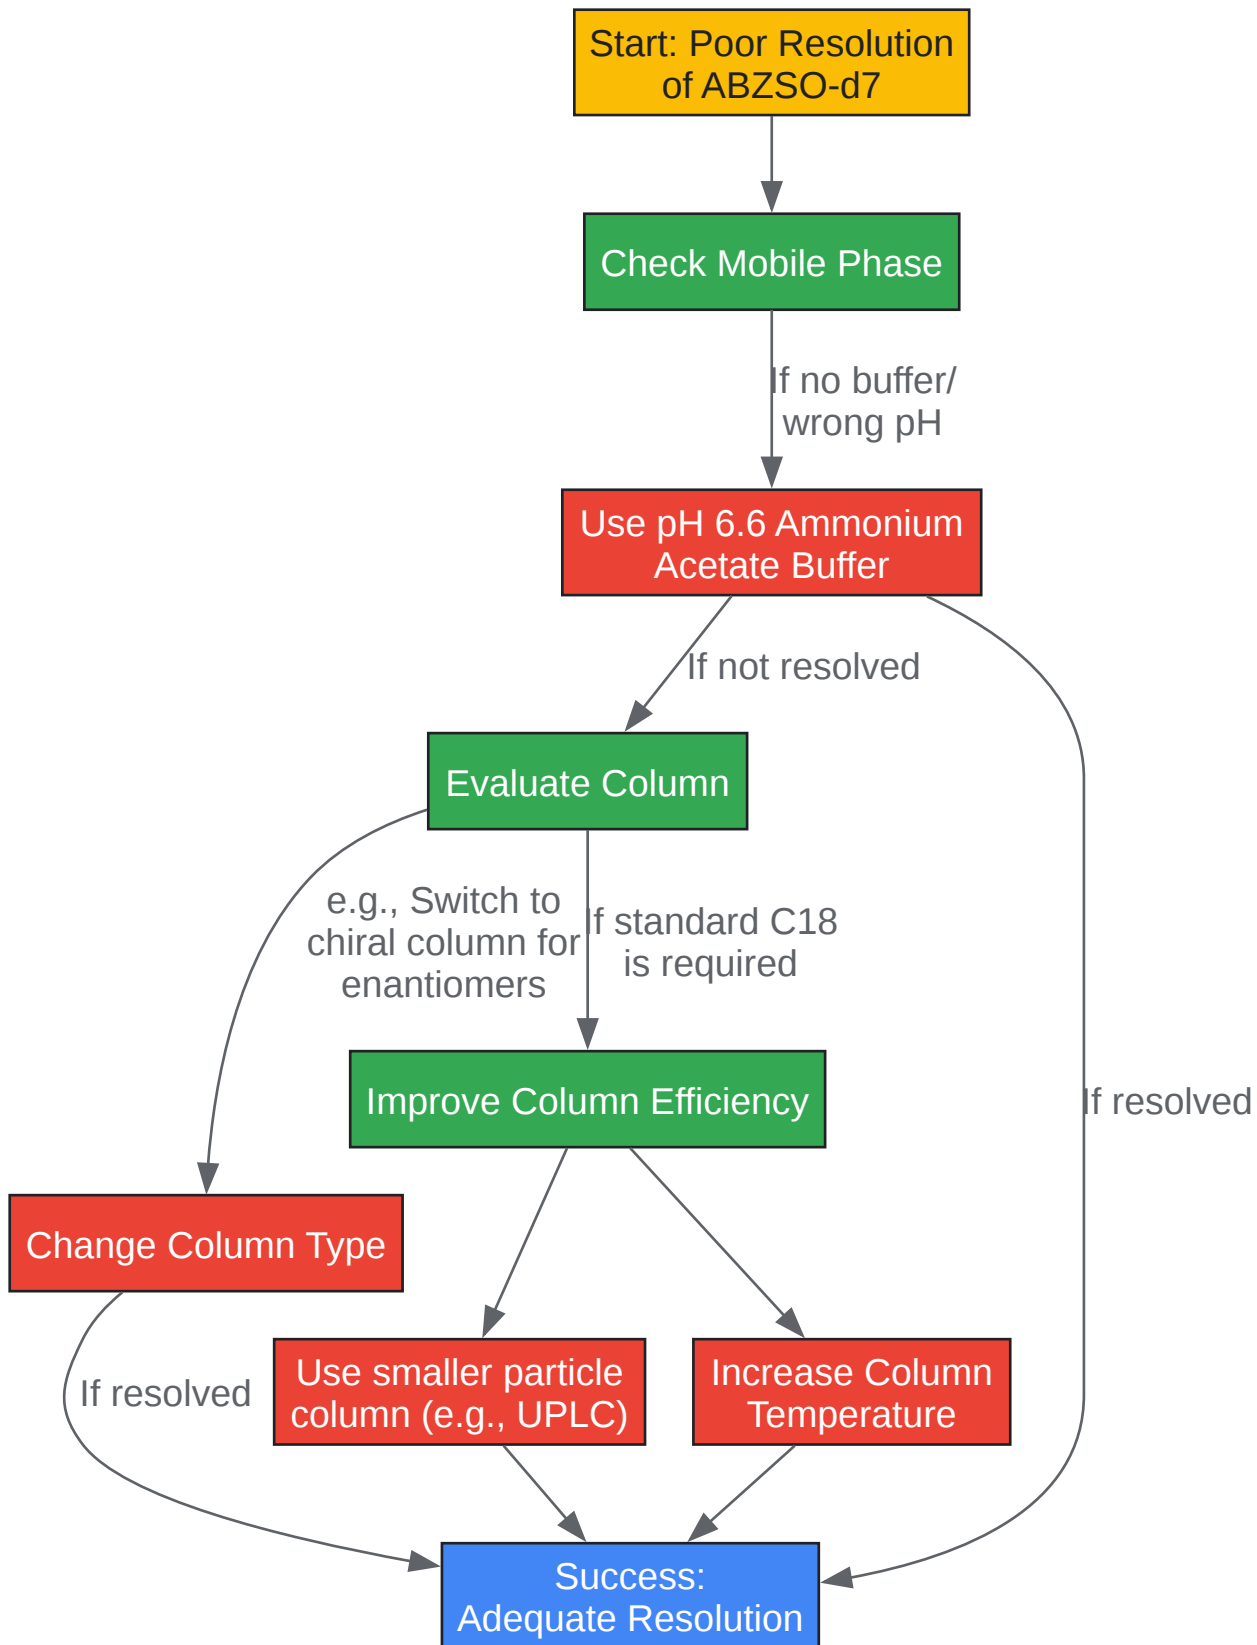 Start: Poor Resolution
of ABZSO-d7
Check Mobile Phase
If no buffer/
wrong pH
Use pH 6.6 Ammonium
Acetate Buffer
If not resolved
Evaluate Column
e.g., Switch to
chiral column for
enantiomers
If standard C18
is required
Improve Column Efficiency
If resolved
Change Column Type
If resolved
Use smaller particle
column (e.g., UPLC)
Increase Column
Temperature
Success:
Adequate Resolution